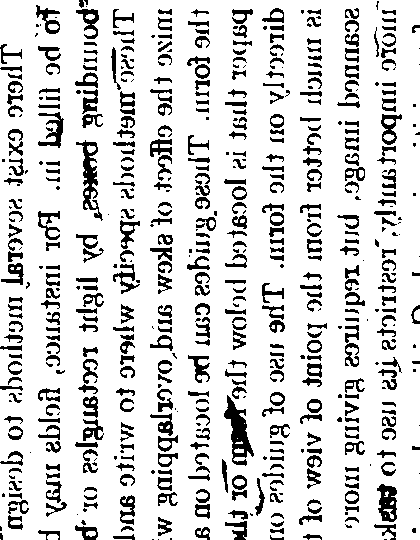 There exist several methods to design
to be filled in. For instance, fields may b
bounding boxes, by light rectangles or b
These methods specify where to write and
mize the effect of skew and overlapping w
the form. These guides can be located on a
paper that is located below the form or the
directly on the form. The use of guides on
is much better from the point of view of t
scanned image, but requires giving more
more importantly, restricts its use to task